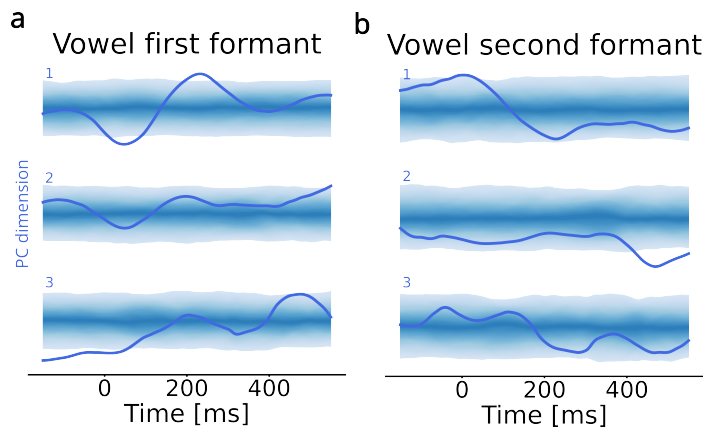 a
Vowel first formant
1
2
3
PC dimension
0 200 400
Time [ms]
b
Vowel second formant
1
2
3
0 200 400
Time [ms]